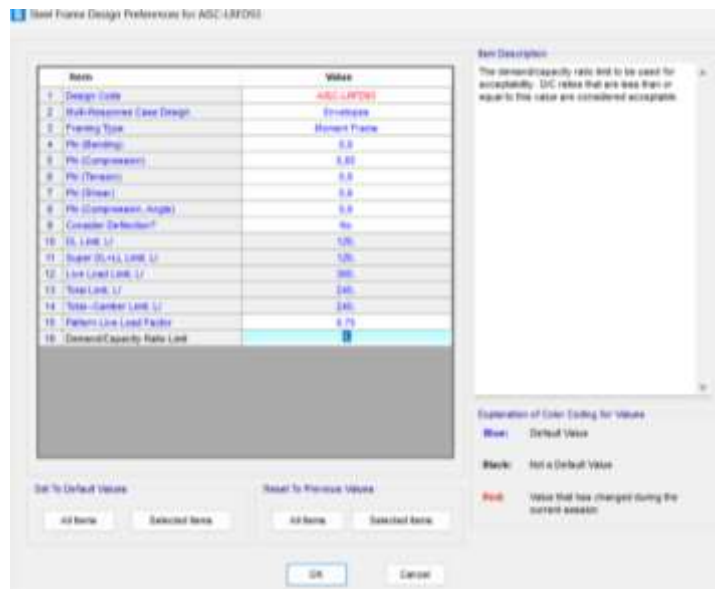 Steel Frame Design Preferences for AISC-LRFD93
Item Value
1 Design Code AISC-LRFD93
2 Multi-Response Case Design Envelopes
3 Framing Type Moment Frame
4 Phi (Bending) 0.9
5 Phi (Compression) 0.85
6 Phi (Tension) 0.9
7 Phi (Shear) 0.9
8 Phi (Compression, Angle) 0.9
9 Consider Deflection? No
10 DL Limit, L/ 120.
11 Super DL+LL Limit, L/ 120.
12 Live Load Limit, L/ 360.
13 Total Limit, L/ 240.
14 Total--Camber Limit, L/ 240.
15 Pattern Live Load Factor 0.75
16 Demand/Capacity Ratio Limit
Item Description
The demand/capacity ratio limit to be used for
acceptability. D/C ratios that are less than or
equal to this value are considered acceptable.
Explanation of Color Coding for Values
Blue: Default Value
Black: Not a Default Value
Red: Value that has changed during the
current session
Set To Default Values
All Items Selected Items
Reset To Previous Values
All Items Selected Items
OK Cancel